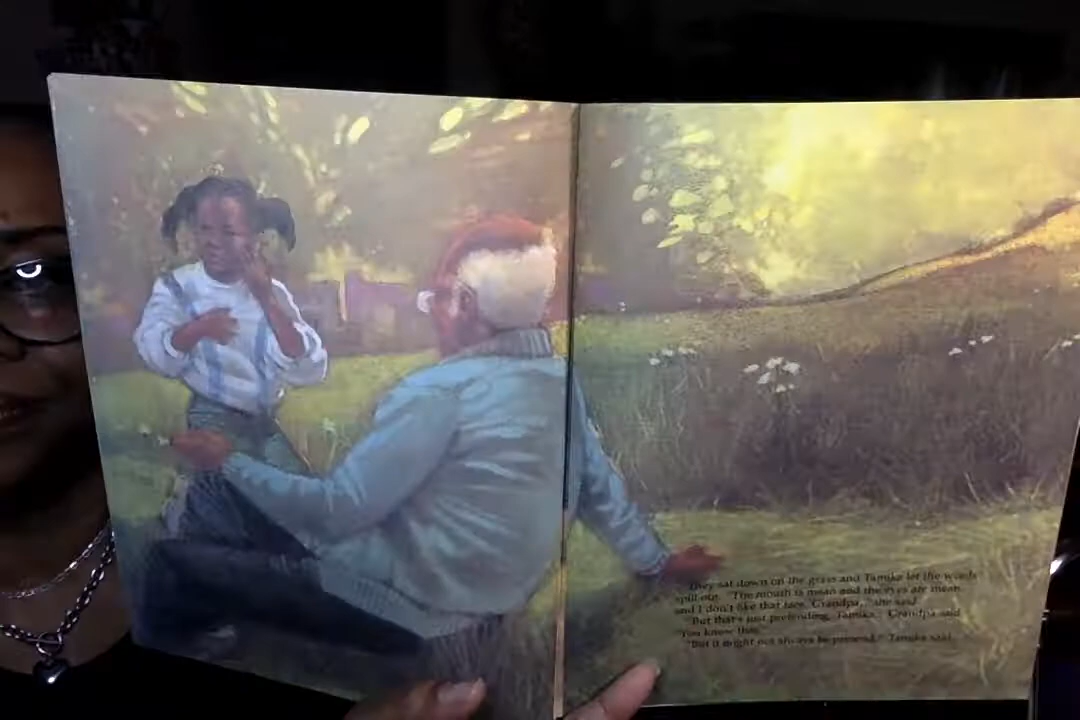 They sat down on the grass and Tamika let the words
spill out. "The mouth is mean and the eyes are mean
and I don't like that face, Grandpa," she said.
"But that's just pretending, Tamika," Grandpa said.
"You know that."
"But it might not always be pretend," Tamika said.